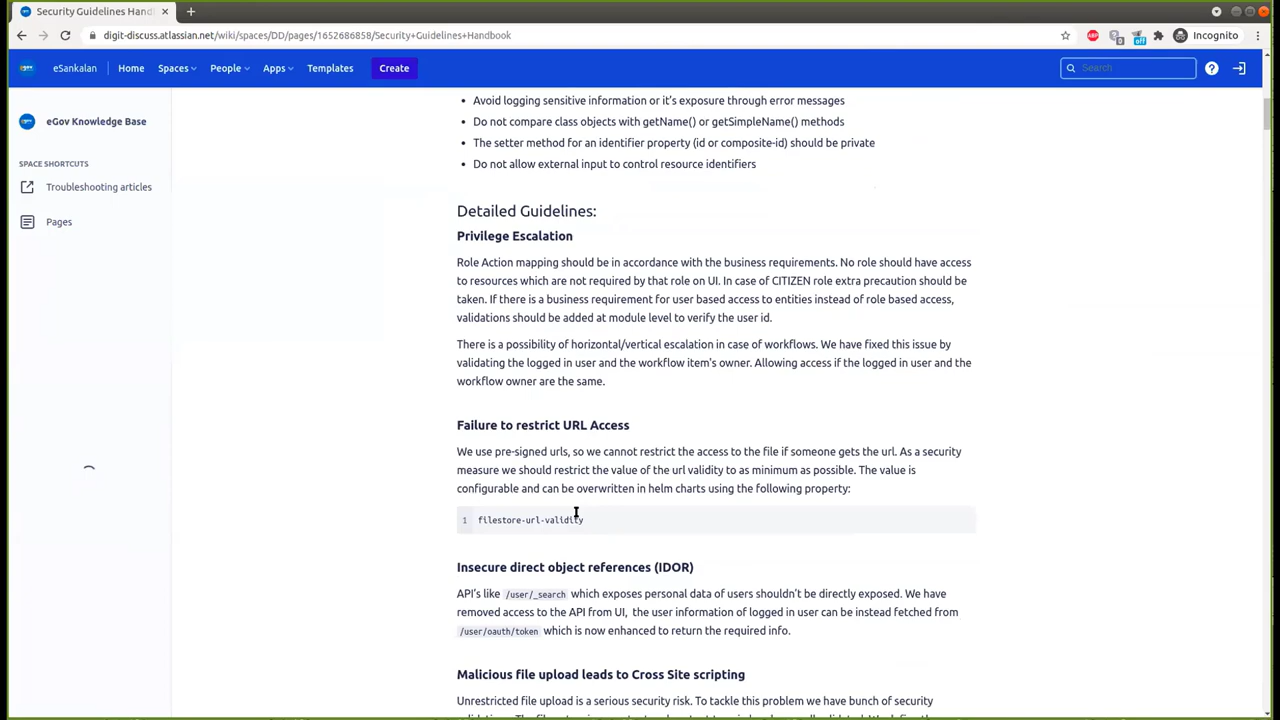 Security Guidelines Hand
digit-discuss.atlassian.net/wiki/spaces/DD/pages/1652686858/Security+Guidelines+Handbook
ABP
off
Incognito
eSankalan
Home
Spaces
People
Apps
Templates
Create
Search
eGov Knowledge Base
SPACE SHORTCUTS
Troubleshooting articles
Pages
• Avoid logging sensitive information or it's exposure through error messages
• Do not compare class objects with getName() or getSimpleName() methods
• The setter method for an identifier property (id or composite-id) should be private
• Do not allow external input to control resource identifiers
Detailed Guidelines:
Privilege Escalation
Role Action mapping should be in accordance with the business requirements. No role should have access
to resources which are not required by that role on UI. In case of CITIZEN role extra precaution should be
taken. If there is a business requirement for user based access to entities instead of role based access,
validations should be added at module level to verify the user id.
There is a possibility of horizontal/vertical escalation in case of workflows. We have fixed this issue by
validating the logged in user and the workflow item's owner. Allowing access if the logged in user and the
workflow owner are the same.
Failure to restrict URL Access
We use pre-signed urls, so we cannot restrict the access to the file if someone gets the url. As a security
measure we should restrict the value of the url validity to as minimum as possible. The value is
configurable and can be overwritten in helm charts using the following property:
1 filestore-url-validity
Insecure direct object references (IDOR)
API's like /user/_search which exposes personal data of users shouldn't be directly exposed. We have
removed access to the API from UI, the user information of logged in user can be instead fetched from
/user/oauth/token which is now enhanced to return the required info.
Malicious file upload leads to Cross Site scripting
Unrestricted file upload is a serious security risk. To tackle this problem we have bunch of security